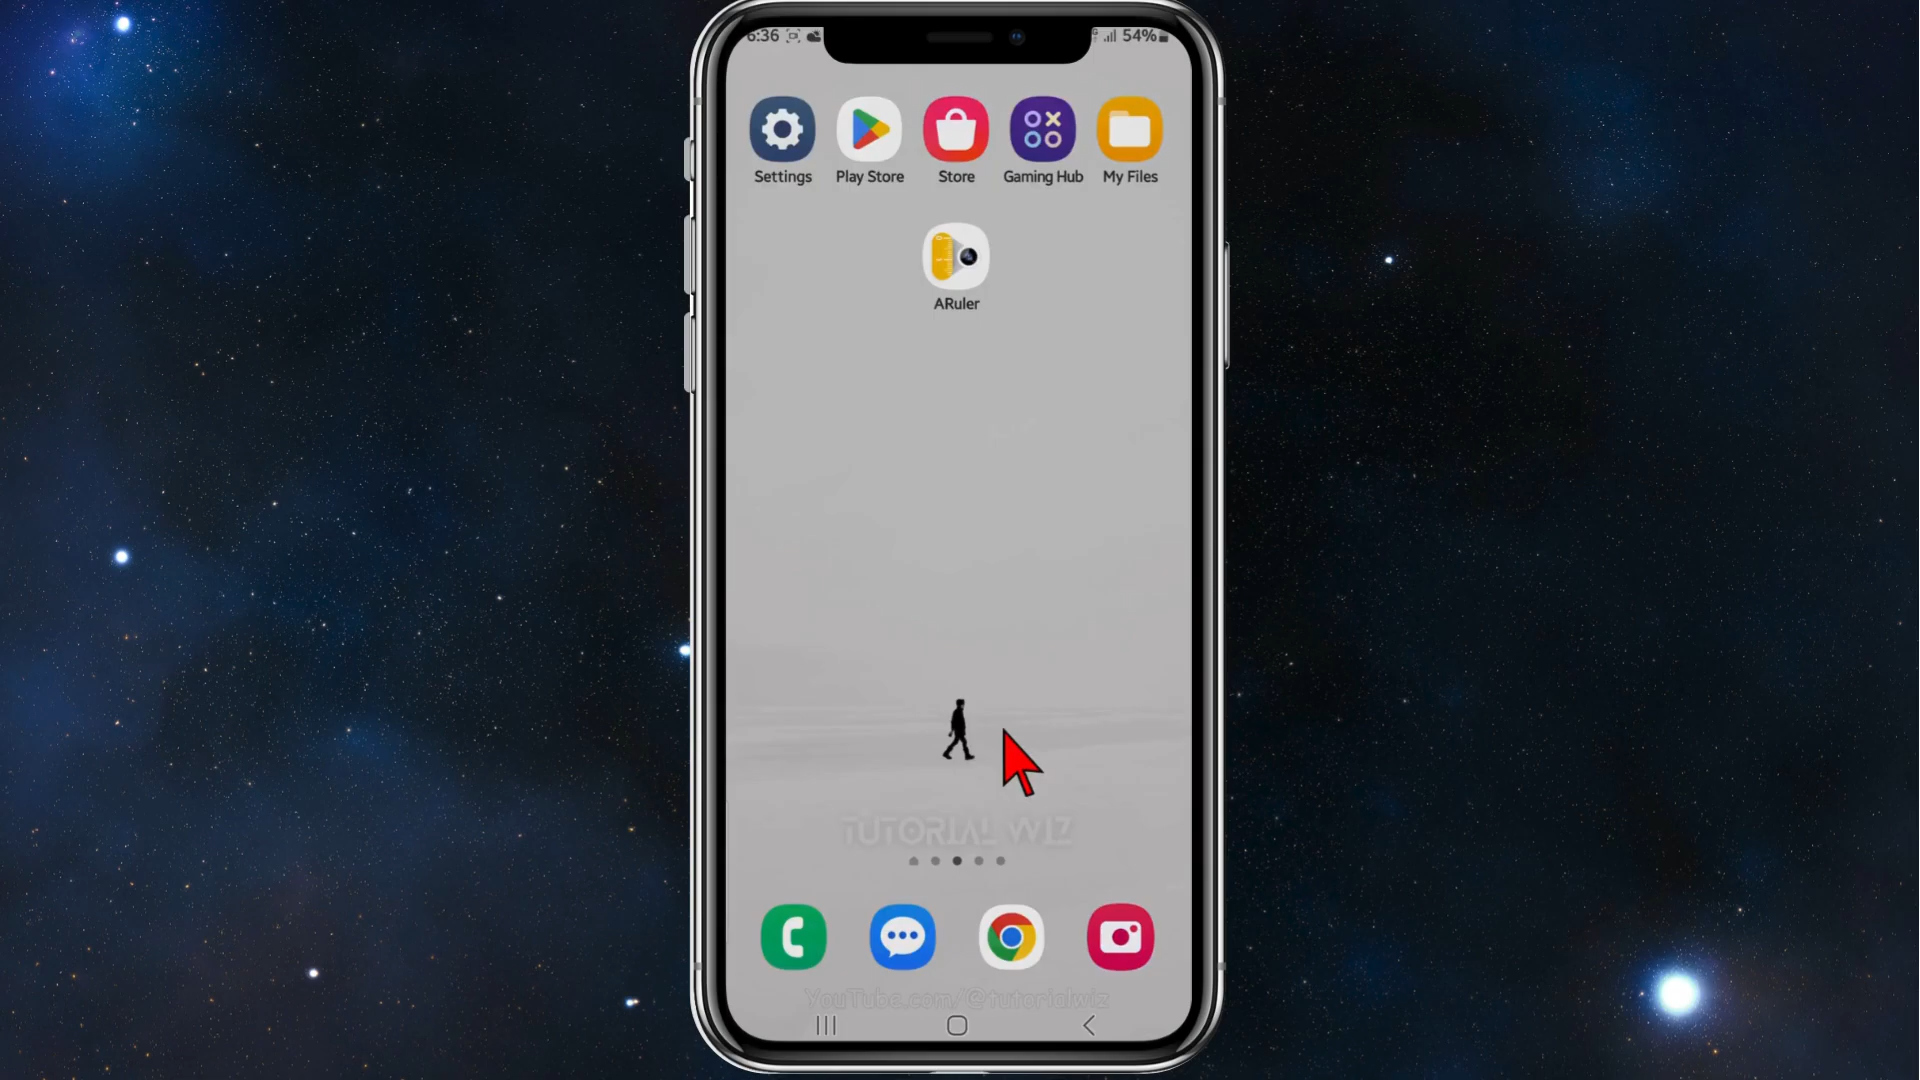 6:36 54%
Settings Play Store Store Gaming Hub My Files
ARuler
TUTORIAL WIZ
YouTube.com/@tutorialwiz